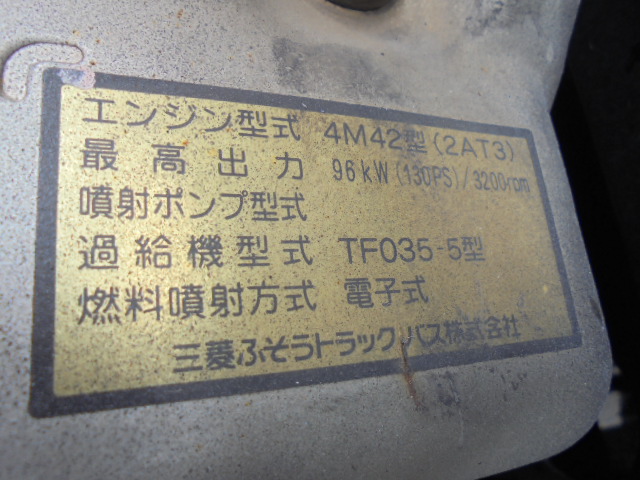 エンジン型式 4M42型(2AT3)
最高出力 96kW(130PS)/3200rpm
噴射ポンプ型式
過給機型式 TF035-5型
燃料噴射方式 電子式
三菱ふそうトラック・バス株式会社